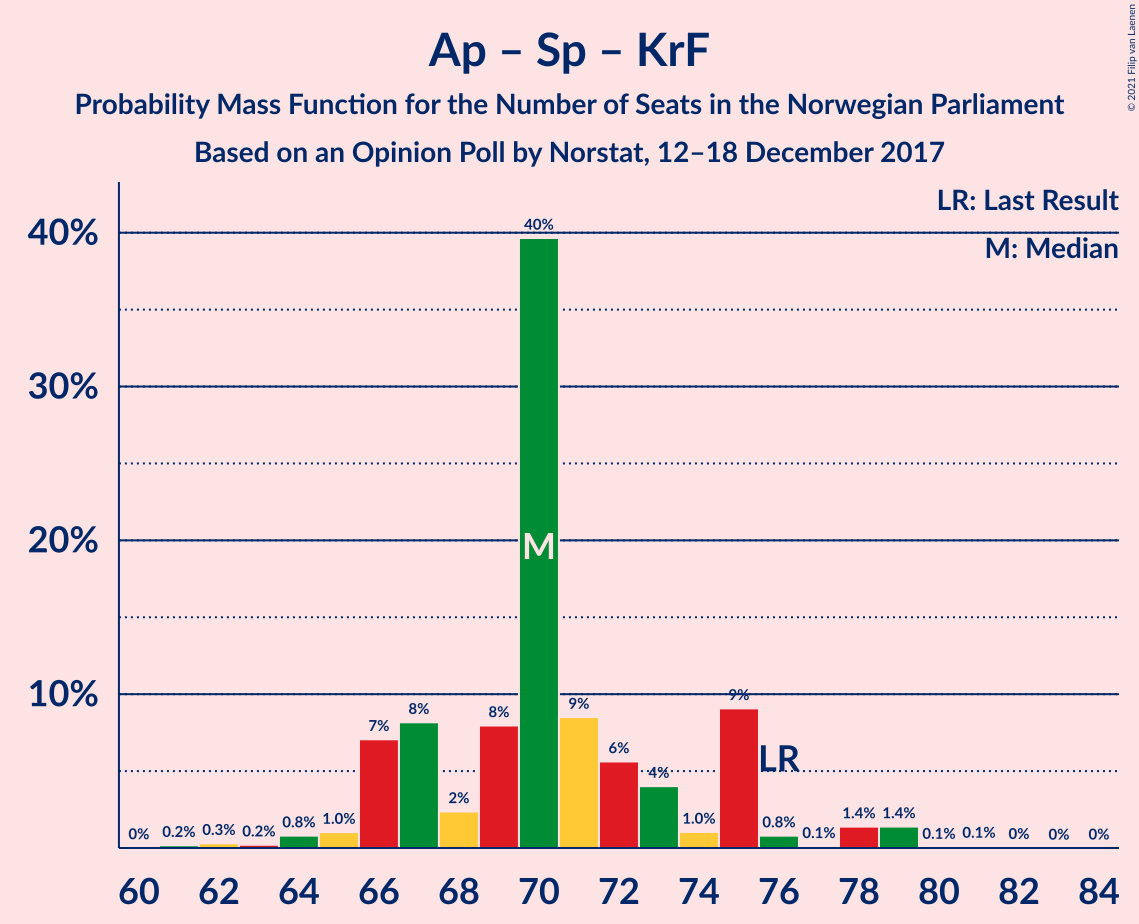 Ap – Sp – KrF
Probability Mass Function for the Number of Seats in the Norwegian Parliament
Based on an Opinion Poll by Norstat, 12–18 December 2017
© 2021 Filip van Laenen
LR: Last Result
M: Median
40%
30%
20%
10%
0% 0.2% 0.3% 0.2% 0.8% 1.0% 7% 8% 2% 8% 40% 9% 6% 4% 1.0% 9% 0.8% 0.1% 1.4% 1.4% 0.1% 0.1% 0% 0% 0%
M
LR
60 62 64 66 68 70 72 74 76 78 80 82 84